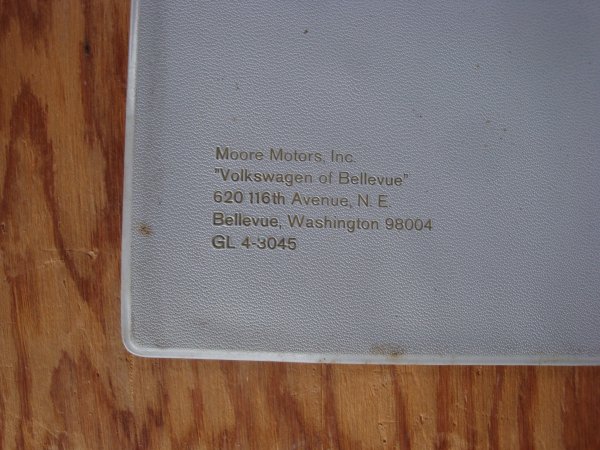 Moore Motors, Inc.
"Volkswagen of Bellevue"
620 116th Avenue, N. E
Bellevue, Washington 98004
GL 4-3045